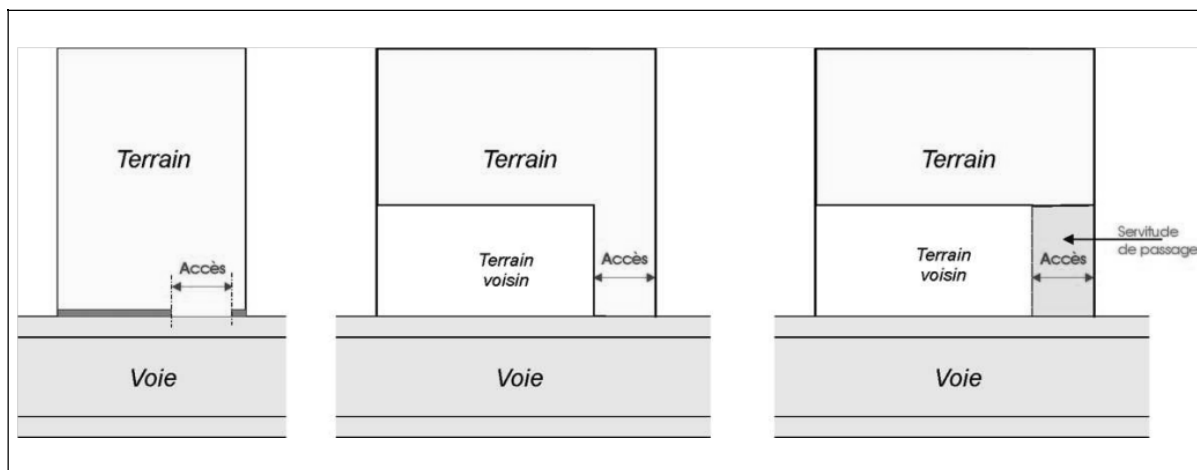 Terrain
Accès
Voie
Terrain
Terrain
voisin
Accès
Voie
Terrain
Terrain
voisin
Accès
Servitude
de passage
Voie